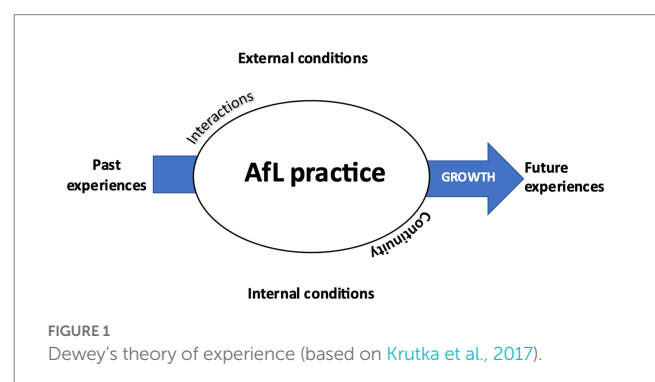 External conditions
Interactions
Past
experiences
AfL practice
GROWTH
Future
experiences
Continuity
Internal conditions
FIGURE 1
Dewey’s theory of experience (based on Krutka et al., 2017).